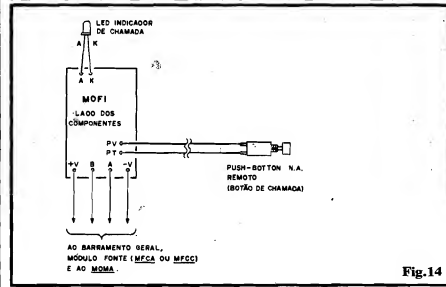 LED INDICADOR
DE CHAMADA
A K
A K
MOFI
LADO DOS
COMPONENTES
PV
PT
+V B A -V
PUSH-BOTTON N.A.
REMOTO
(BOTÃO DE CHAMADA)
AO BARRAMENTO GERAL,
MÓDULO FONTE (MFCA OU MFCC)
E AO MOMA.
Fig.14